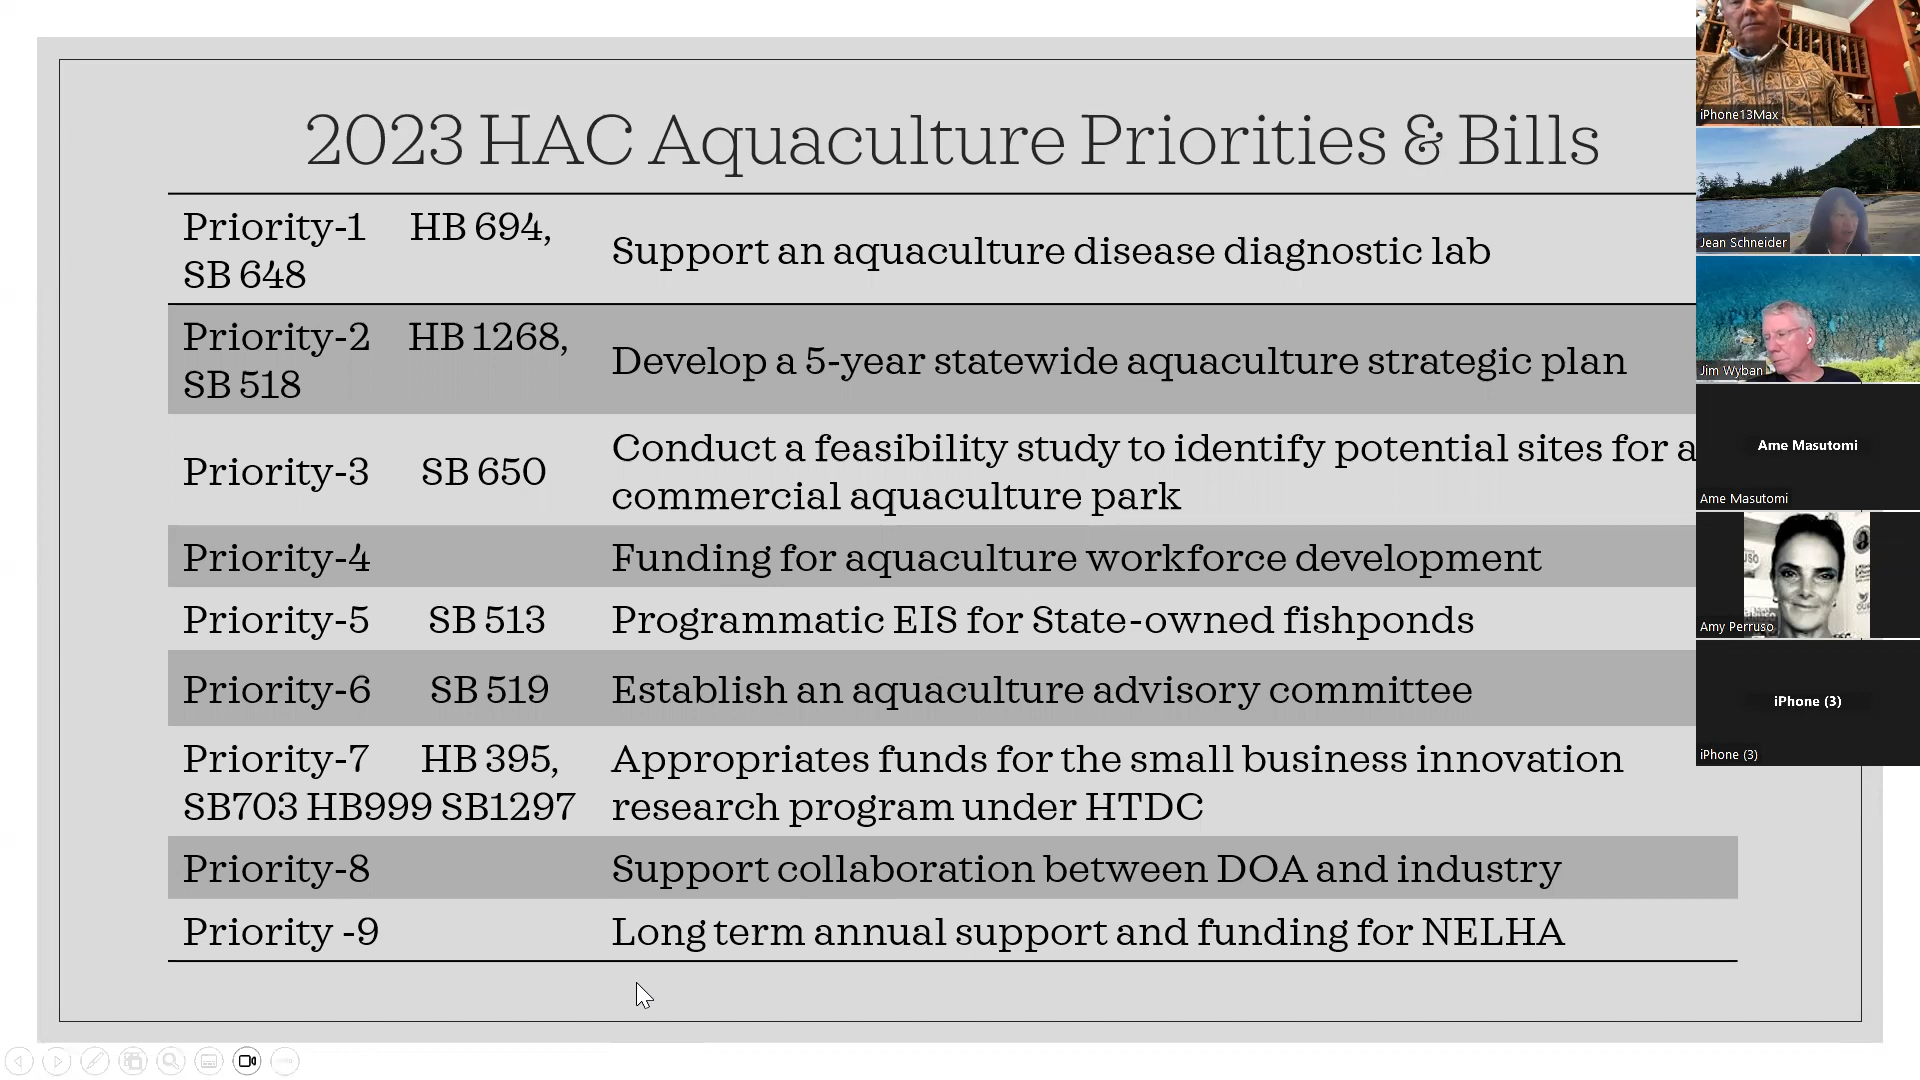 2023 HAC Aquaculture Priorities & Bills
Priority-1 HB 694,
SB 648
Support an aquaculture disease diagnostic lab
Priority-2 HB 1268,
SB 518
Develop a 5-year statewide aquaculture strategic plan
Priority-3 SB 650
Conduct a feasibility study to identify potential sites for a
commercial aquaculture park
Priority-4
Funding for aquaculture workforce development
Priority-5 SB 513
Programmatic EIS for State-owned fishponds
Priority-6 SB 519
Establish an aquaculture advisory committee
Priority-7 HB 395,
SB703 HB999 SB1297
Appropriates funds for the small business innovation
research program under HTDC
Priority-8
Support collaboration between DOA and industry
Priority -9
Long term annual support and funding for NELHA
iPhone13Max
Jean Schneider
Jim Wyban
Ame Masutomi
Ame Masutomi
Amy Perruso
iPhone (3)
iPhone (3)